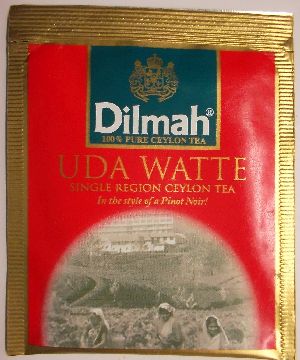 Dilmah®
100% PURE CEYLON TEA
UDA WATTE
SINGLE REGION CEYLON TEA
In the style of a Pinot Noir!